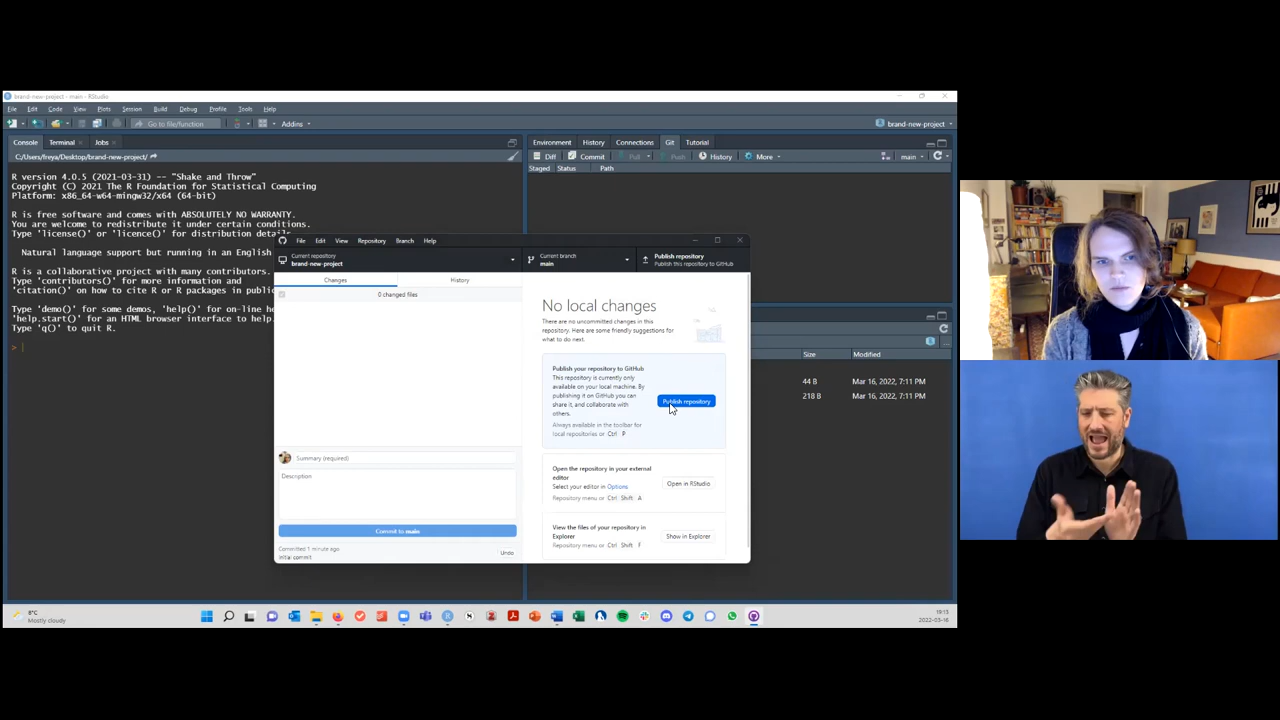 brand-new-project - main - RStudio
File Edit Code View Plots Session Build Debug Profile Tools Help
Go to file/function Addins brand-new-project
Console Terminal Jobs
C:/Users/freya/Desktop/brand-new-project/
R version 4.0.5 (2021-03-31) -- "Shake and Throw"
Copyright (C) 2021 The R Foundation for Statistical Computing
Platform: x86_64-w64-mingw32/x64 (64-bit)
R is free software and comes with ABSOLUTELY NO WARRANTY.
You are welcome to redistribute it under certain conditions.
Type 'license()' or 'licence()' for distribution details.
Natural language support but running in an English
R is a collaborative project with many contributors.
Type 'contributors()' for more information and
'citation()' on how to cite R or R packages in public
Type 'demo()' for some demos, 'help()' for on-line he
'help.start()' for an HTML browser interface to help.
Type 'q()' to quit R.
>
Environment History Connections Git Tutorial
Diff Commit Pull Push History More main
Staged Status Path
File Edit View Repository Branch Help
Current repository
brand-new-project
Current branch
main
Publish repository
Publish this repository to GitHub
Changes History
0 changed files
Summary (required)
Description
Commit to main
Committed 1 minute ago
Initial commit
Undo
No local changes
There are no uncommitted changes in this
repository. Here are some friendly suggestions for
what to do next.
Publish your repository to GitHub
This repository is currently only
available on your local machine. By
publishing it on GitHub you can
share it, and collaborate with
others.
Always available in the toolbar for
local repositories or Ctrl P
Publish repository
Open the repository in your external
editor
Select your editor in Options
Repository menu or Ctrl Shift A
Open in RStudio
View the files of your repository in
Explorer
Repository menu or Ctrl Shift F
Show in Explorer
Size Modified
44 B Mar 16, 2022, 7:11 PM
218 B Mar 16, 2022, 7:11 PM
8°C
Mostly cloudy
19:15
2022-03-16